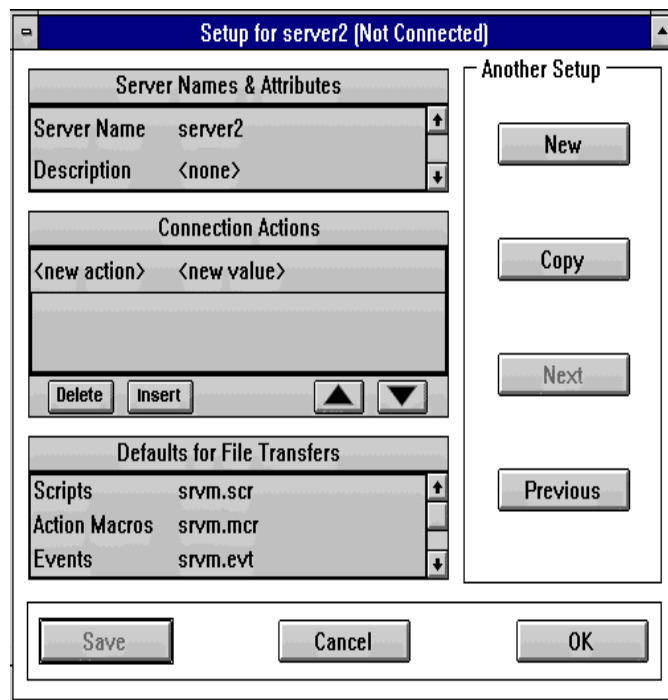 Setup for server2 (Not Connected)
Server Names & Attributes
Server Name server2
Description <none>
Connection Actions
<new action> <new value>
Delete Insert
Defaults for File Transfers
Scripts srvm.scr
Action Macros srvm.mcr
Events srvm.evt
Another Setup
New
Copy
Next
Previous
Save Cancel OK